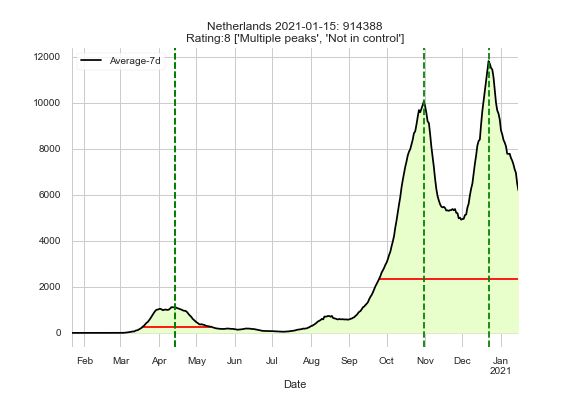 Netherlands 2021-01-15: 914388
Rating:8 ['Multiple peaks', 'Not in control']
Average-7d
12000
10000
8000
6000
4000
2000
0
Feb Mar Apr May Jun Jul Aug Sep Oct Nov Dec Jan
2021
Date